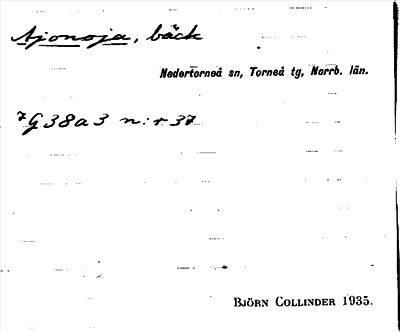 Ajonoja, bäck
Nedertorneå sn, Torneå tg, Norrb. län.
7G38a3 n:r 37
BJÖRN COLLINDER 1935.